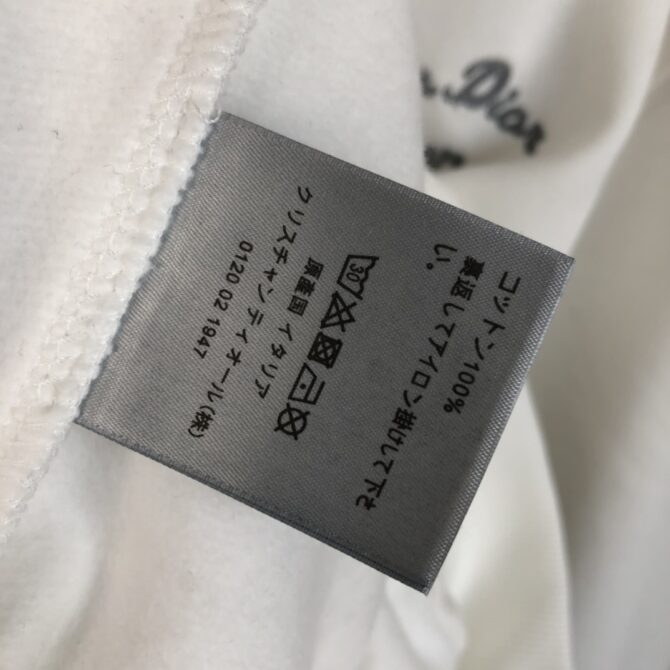 コットン100%
裏返してアイロン掛けして下さ
い。
30
原産国 イタリア
クリスチャンディオール(株)
0120 02 1947
Dior